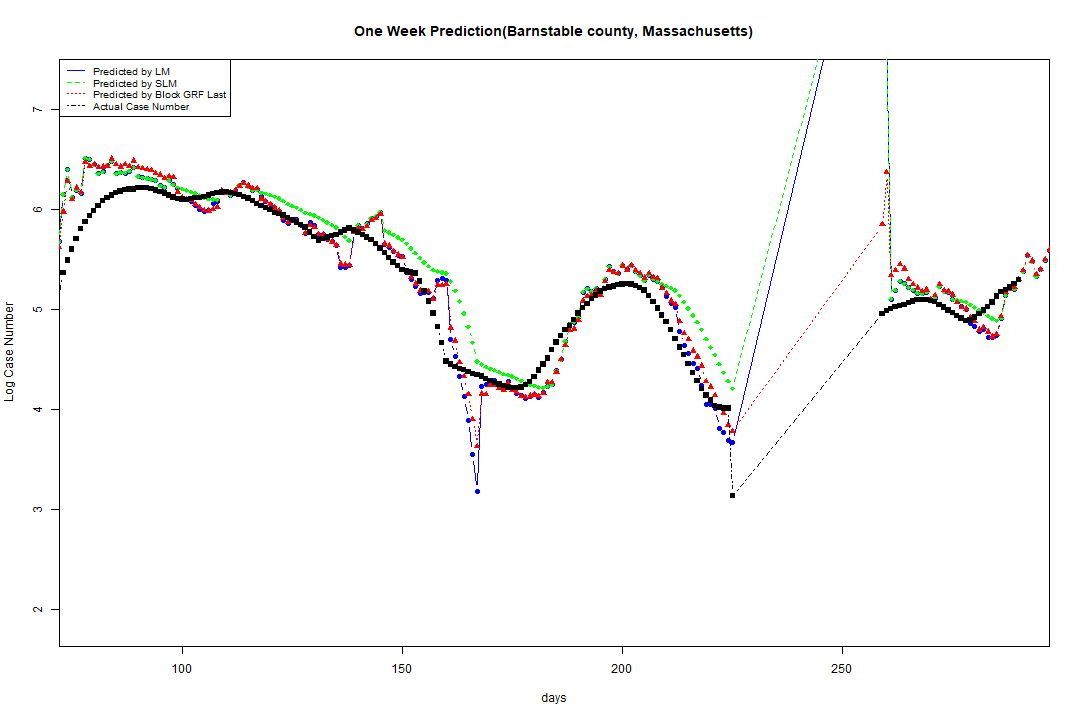 One Week Prediction(Barnstable county, Massachusetts)
Predicted by LM
Predicted by SLM
Predicted by Block GRF Last
Actual Case Number
7
6
5
4
3
2
Log Case Number
100 150 200 250
days